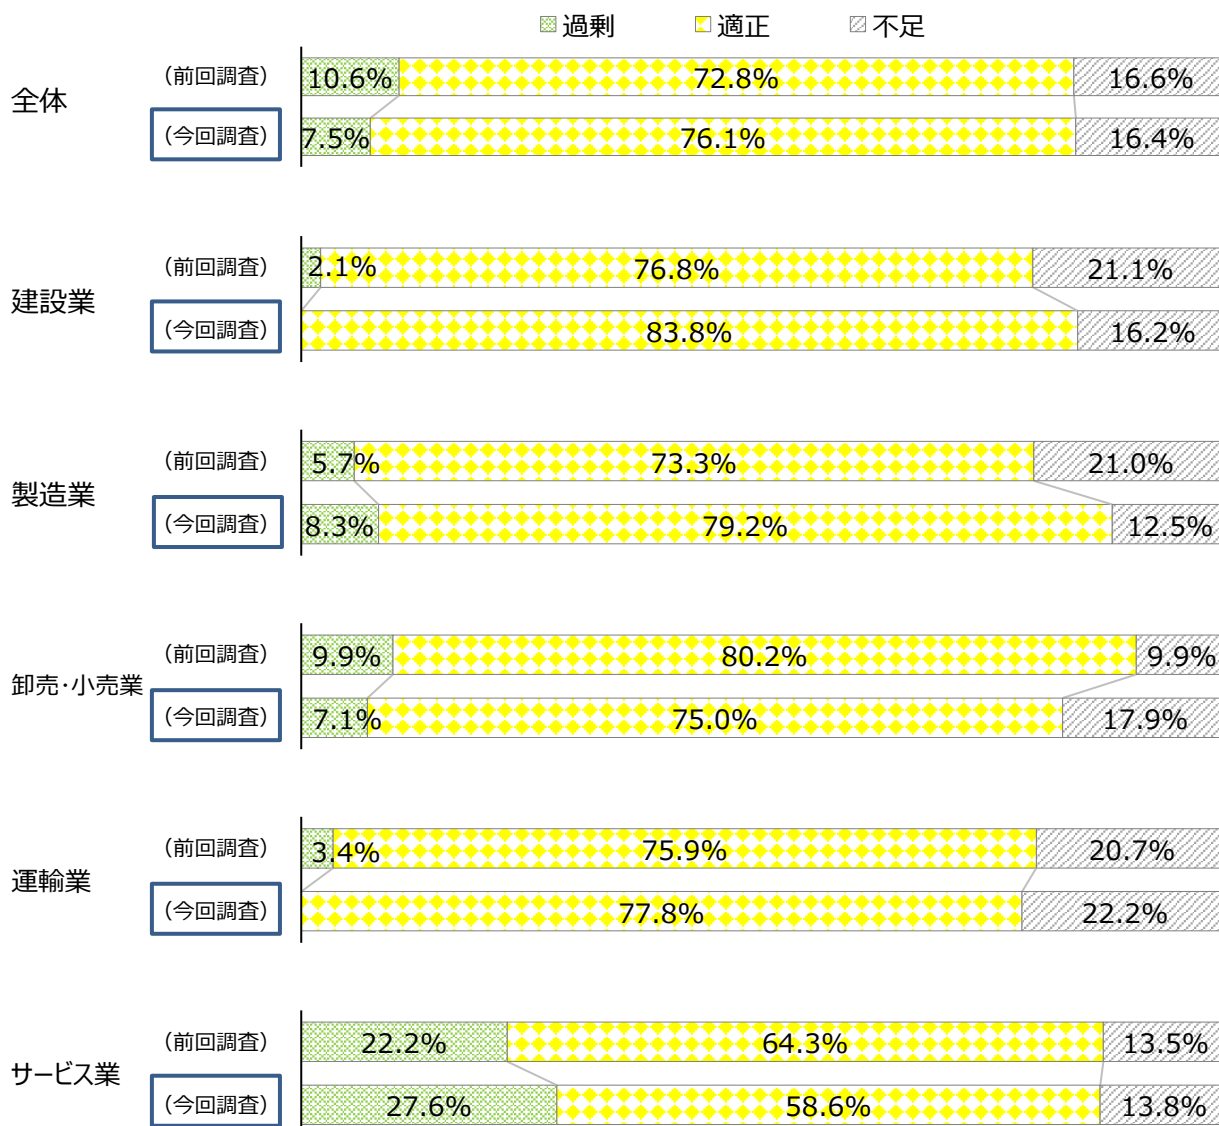 過剰 適正 不足
全体
(前回調査) 10.6% 72.8% 16.6%
(今回調査) 7.5% 76.1% 16.4%
建設業
(前回調査) 2.1% 76.8% 21.1%
(今回調査) 83.8% 16.2%
製造業
(前回調査) 5.7% 73.3% 21.0%
(今回調査) 8.3% 79.2% 12.5%
卸売・小売業
(前回調査) 9.9% 80.2% 9.9%
(今回調査) 7.1% 75.0% 17.9%
運輸業
(前回調査) 3.4% 75.9% 20.7%
(今回調査) 77.8% 22.2%
サービス業
(前回調査) 22.2% 64.3% 13.5%
(今回調査) 27.6% 58.6% 13.8%